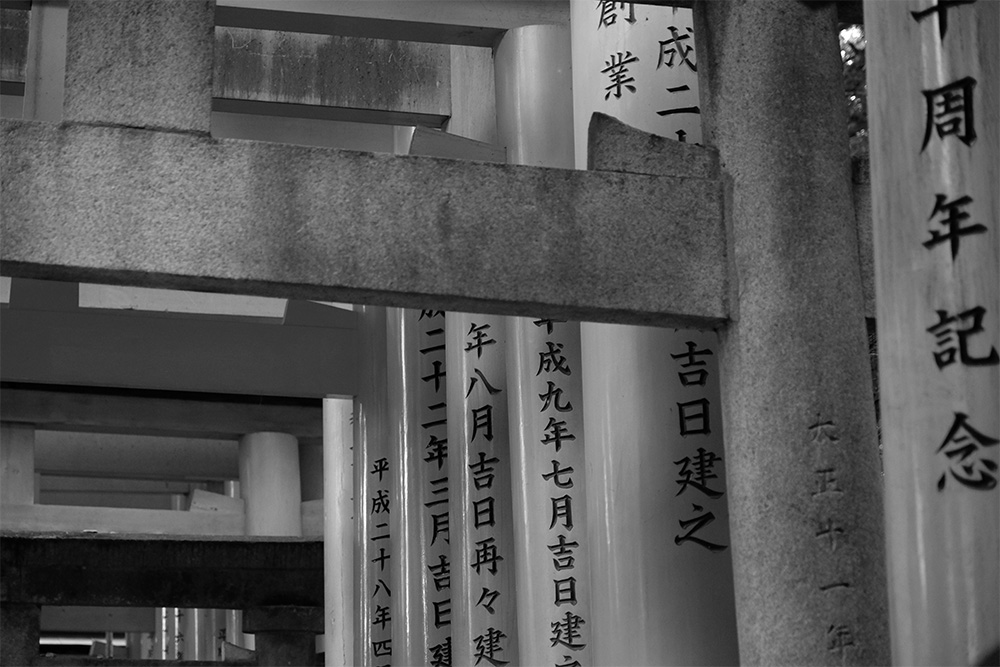 十周年記念
大正十一年
成二
吉日建之
創業
平成九年七月吉日建之
年八月吉日再々建
成二十二年三月吉日建
平成二十八年四